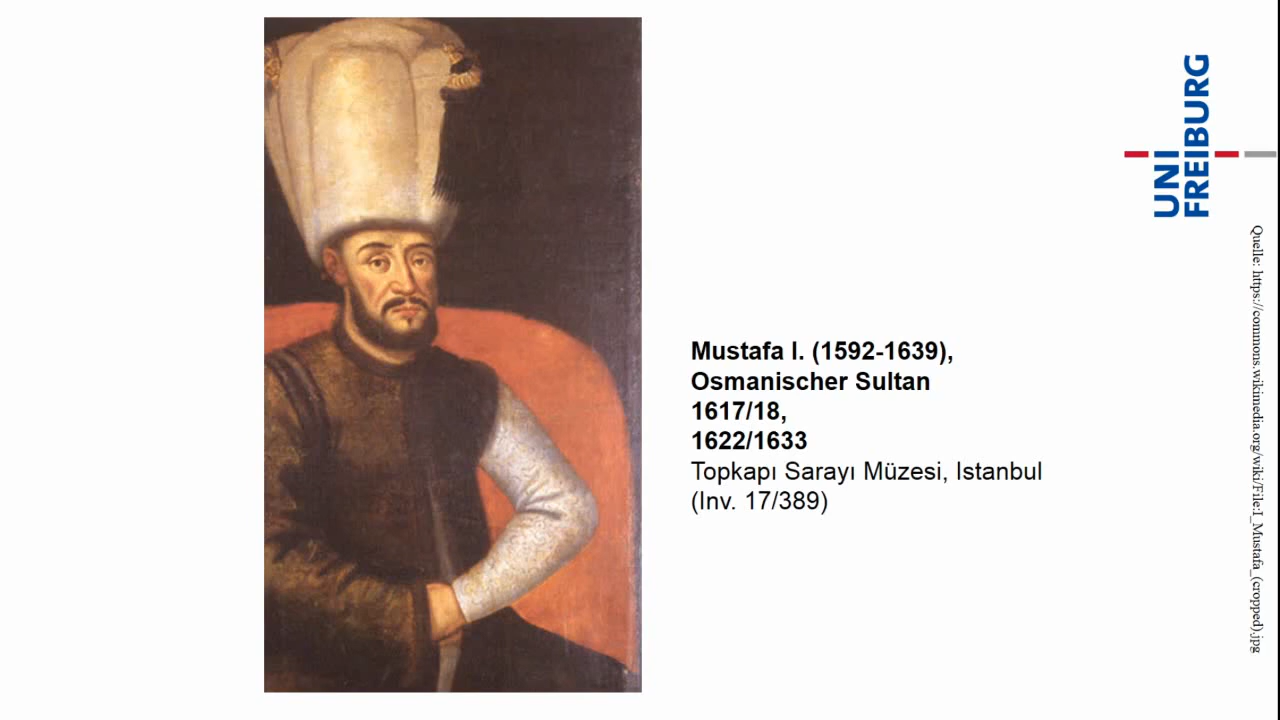 Mustafa I. (1592-1639),
Osmanischer Sultan
1617/18,
1622/1633
Topkapı Sarayı Müzesi, Istanbul
(Inv. 17/389)
UNI
FREIBURG
Quelle: https://commons.wikimedia.org/wiki/File:I_Mustafa_(cropped).jpg